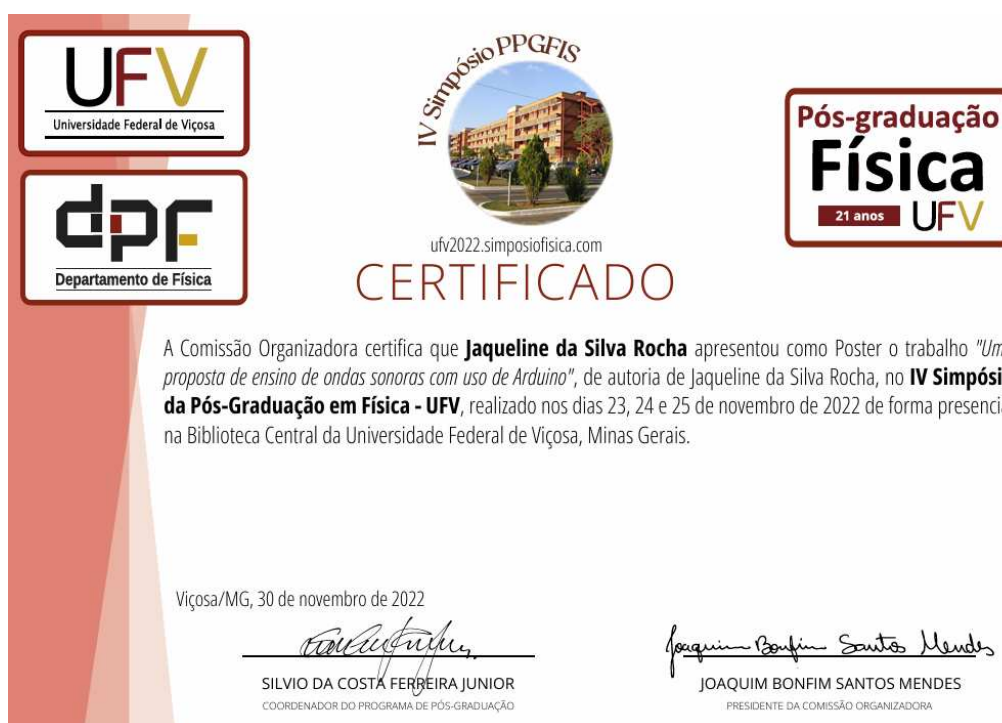 UFV
Universidade Federal de Viçosa
dpf
Departamento de Física
IV Simpósio PPGFIS
ufv2022.simposiofisica.com
CERTIFICADO
Pós-graduação
Física
21 anos UFV
A Comissão Organizadora certifica que Jaqueline da Silva Rocha apresentou como Poster o trabalho "Um
proposta de ensino de ondas sonoras com uso de Arduino", de autoria de Jaqueline da Silva Rocha, no IV Simpósi
da Pós-Graduação em Física - UFV, realizado nos dias 23, 24 e 25 de novembro de 2022 de forma presencia
na Biblioteca Central da Universidade Federal de Viçosa, Minas Gerais.
Viçosa/MG, 30 de novembro de 2022
SILVIO DA COSTA FERREIRA JUNIOR
COORDENADOR DO PROGRAMA DE PÓS-GRADUAÇÃO
Joaquim Bonfim Santos Mendes
JOAQUIM BONFIM SANTOS MENDES
PRESIDENTE DA COMISSÃO ORGANIZADORA